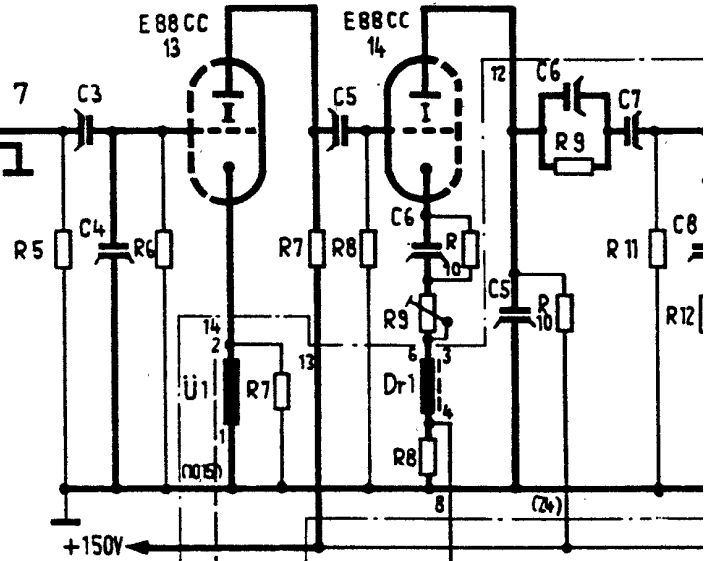 E88CC
13
E88CC
14
7
C3
II
C5
I
12
C6
C7
R9
R5
C4
R6
R7
R8
C6
R
10
R11
C8
C5
R
10
R9
R12
14
2
13
6
3
Ü1
R7
Dr1
4
1
R8
(1015)
8
(24)
+150V